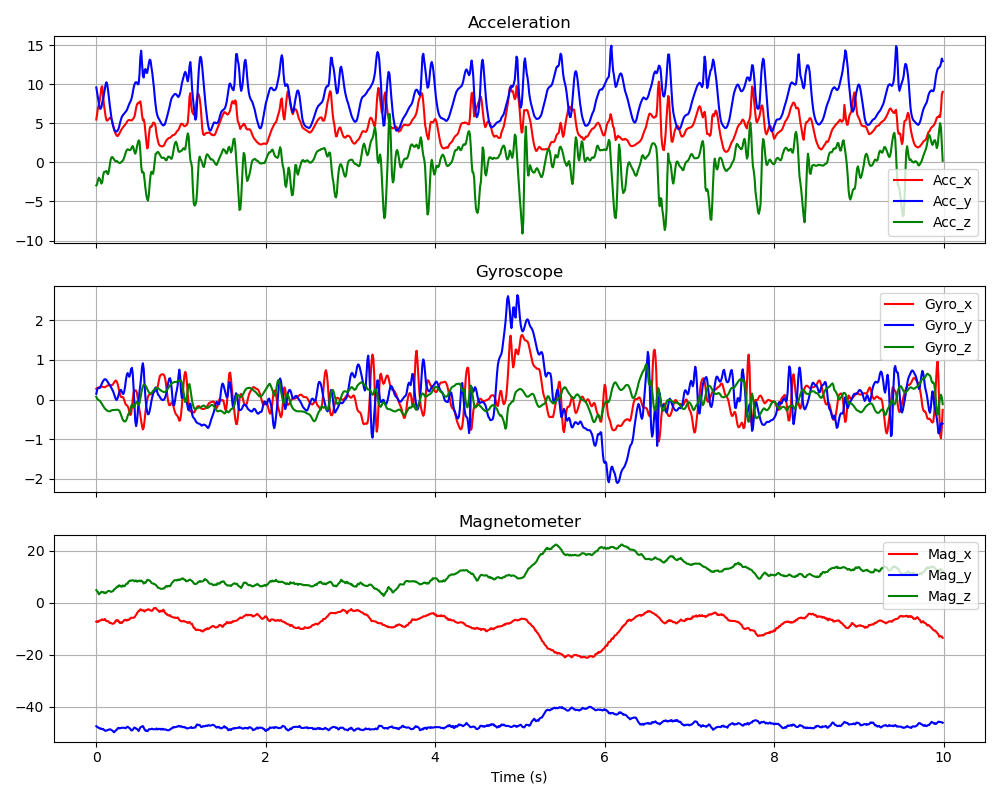 Acceleration
15
10
5
0
−5
−10
Acc_x
Acc_y
Acc_z
Gyroscope
2
1
0
−1
−2
Gyro_x
Gyro_y
Gyro_z
Magnetometer
20
0
−20
−40
Mag_x
Mag_y
Mag_z
0 2 4 6 8 10
Time (s)